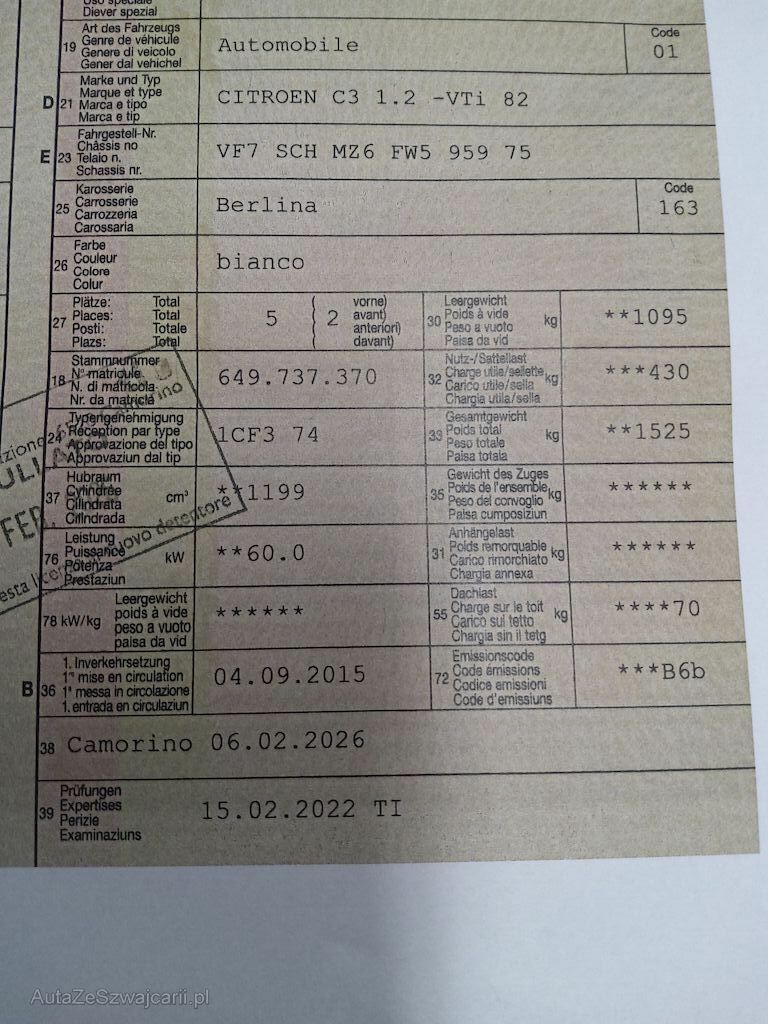 Uso speciale
Diever spezial
19 Art des Fahrzeugs
Genre de véhicule
Genere di veicolo
Gener dal vehichel
Automobile
Code
01
D 21 Marke und Typ
Marque et type
Marca e tipo
Marca e tip
CITROEN C3 1.2 -VTi 82
E 23 Fahrgestell-Nr.
Châssis no
Telaio n.
Schassis nr.
VF7 SCH MZ6 FW5 959 75
25 Karosserie
Carrosserie
Carrozzeria
Carossaria
Berlina
Code
163
26 Farbe
Couleur
Colore
Colur
bianco
27 Plätze: Total
Places: Total
Posti: Totale
Plazs: Total
5 ( 2 vorne)
avant)
anteriori)
davant)
30 Leergewicht
Poids à vide
Peso a vuoto
Paisa da vid
kg
**1095
18 Stammnummer
N° matricule
N. di matricola
Nr. da matricla
649.737.370
32 Nutz-/Sattellast
Charge utile/sellette
Carico utile/sella
Chargia utila/sella
kg
***430
24 Typengenehmigung
Réception par type
Approvazione del tipo
Approvaziun dal tip
1CF3 74
33 Gesamtgewicht
Poids total
Peso totale
Paisa totala
kg
**1525
37 Hubraum
Cylindrée
Cilindrata
Cilindrada
cm³
**1199
35 Gewicht des Zuges
Poids de l'ensemble
Peso del convoglio
Paisa cumposiziun
kg
******
76 Leistung
Puissance
Potenza
Prestaziun
kW
**60.0
31 Anhängelast
Poids remorquable
Carico rimorchiato
Chargia annexa
kg
******
78 kW/kg Leergewicht
poids à vide
peso a vuoto
paisa da vid
******
55 Dachlast
Charge sur le toit
Carico sul tetto
Chargia sin il tetg
kg
****70
B 36 1. Inverkehrsetzung
1re mise en circulation
1a messa in circolazione
1. entrada en circulaziun
04.09.2015
72 Emissionscode
Code émissions
Codice emissioni
Code d'emissiuns
***B6b
38 Camorino 06.02.2026
39 Prüfungen
Expertises
Perizie
Examinaziuns
15.02.2022 TI
nuovo detentore
AutaZeSzwajcarii.pl